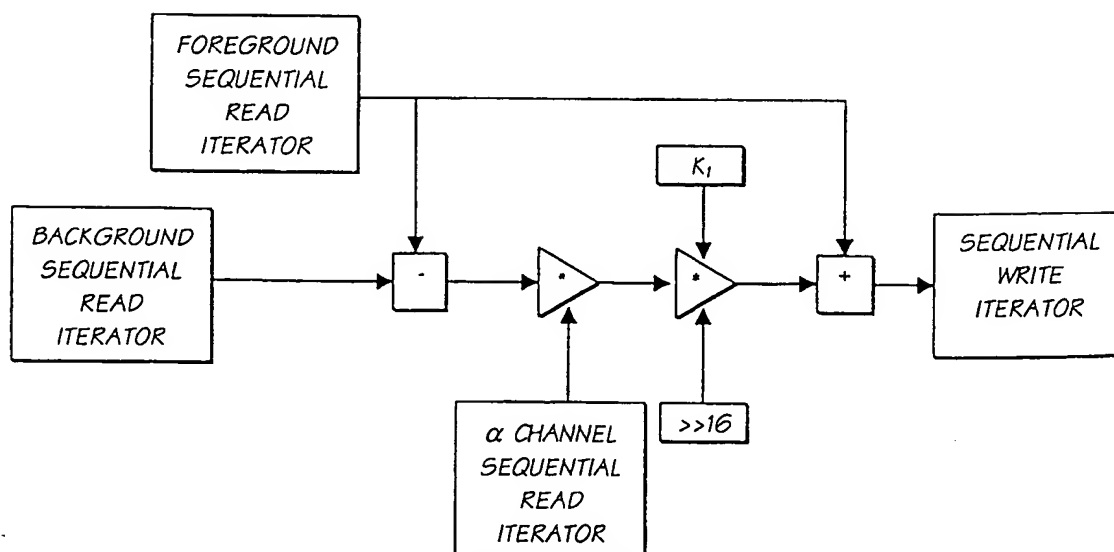 FOREGROUND
SEQUENTIAL
READ
ITERATOR
K1
BACKGROUND
SEQUENTIAL
READ
ITERATOR
-
*
*
+
SEQUENTIAL
WRITE
ITERATOR
α CHANNEL
SEQUENTIAL
READ
ITERATOR
>>16